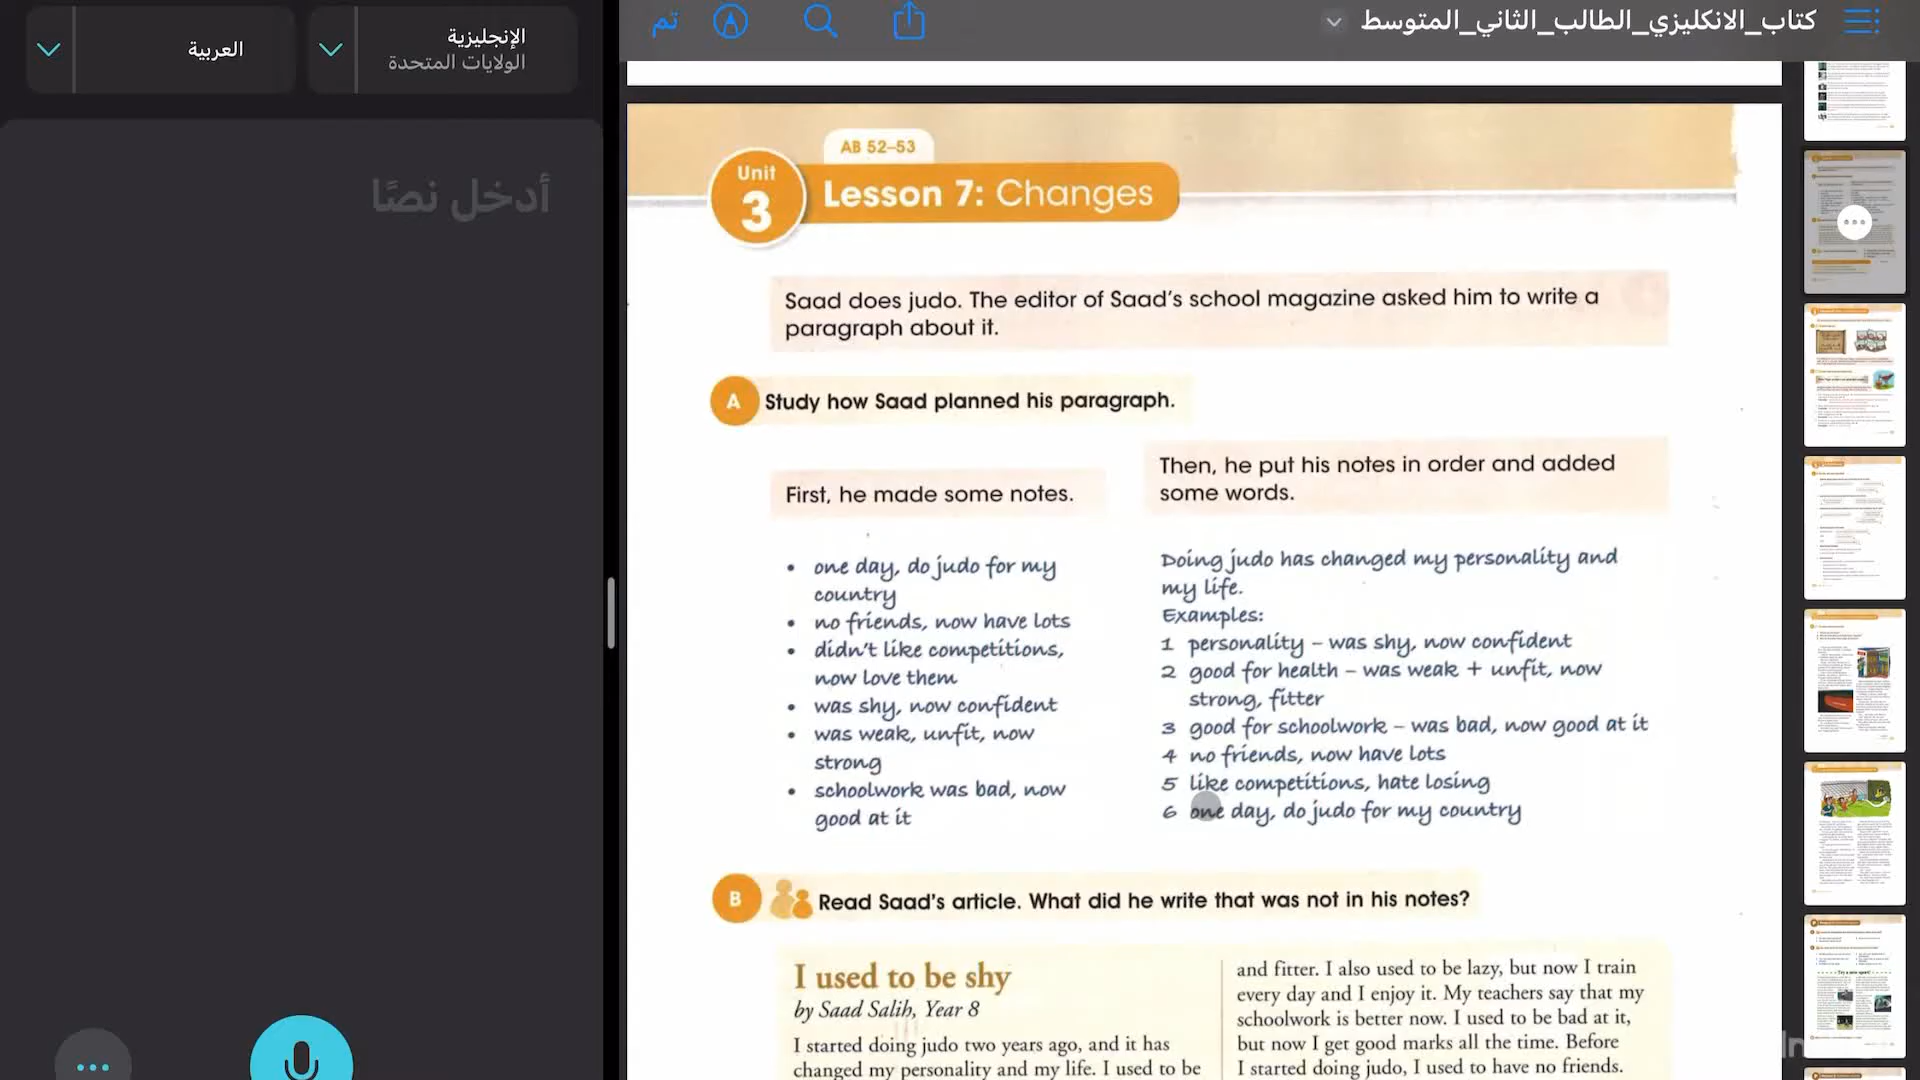 العربية
الإنجليزية
الولايات المتحدة
أدخل نصًا
تم
كتاب_الانكليزي_الطالب_الثاني_المتوسط
AB 52–53
Unit
3
Lesson 7: Changes
Saad does judo. The editor of Saad's school magazine asked him to write a
paragraph about it.
A Study how Saad planned his paragraph.
First, he made some notes.
• one day, do judo for my
country
• no friends, now have lots
• didn't like competitions,
now love them
• was shy, now confident
• was weak, unfit, now
strong
• schoolwork was bad, now
good at it
Then, he put his notes in order and added
some words.
Doing judo has changed my personality and
my life.
Examples:
1 personality – was shy, now confident
2 good for health – was weak + unfit, now
strong, fitter
3 good for schoolwork – was bad, now good at it
4 no friends, now have lots
5 like competitions, hate losing
6 one day, do judo for my country
B Read Saad's article. What did he write that was not in his notes?
I used to be shy
by Saad Salih, Year 8
I started doing judo two years ago, and it has
changed my personality and my life. I used to be
and fitter. I also used to be lazy, but now I train
every day and I enjoy it. My teachers say that my
schoolwork is better now. I used to be bad at it,
but now I get good marks all the time. Before
I started doing judo, I used to have no friends.